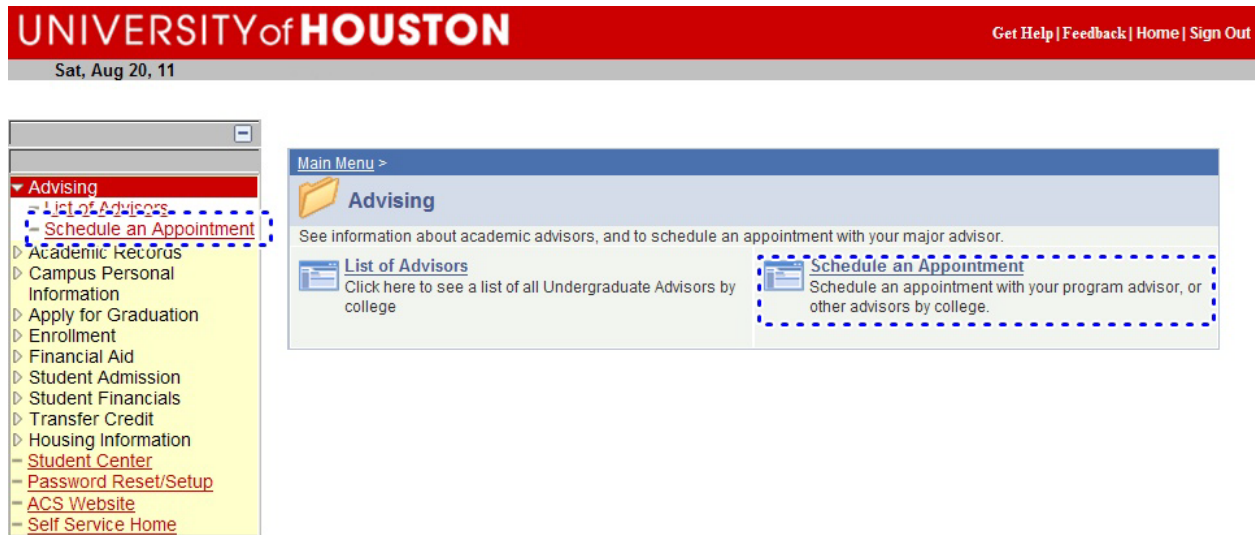 UNIVERSITY of HOUSTON
Get Help | Feedback | Home | Sign Out
Sat, Aug 20, 11
Advising
List of Advisors
Schedule an Appointment
Academic Records
Campus Personal
Information
Apply for Graduation
Enrollment
Financial Aid
Student Admission
Student Financials
Transfer Credit
Housing Information
Student Center
Password Reset/Setup
ACS Website
Self Service Home
Main Menu >
Advising
See information about academic advisors, and to schedule an appointment with your major advisor.
List of Advisors
Click here to see a list of all Undergraduate Advisors by
college
Schedule an Appointment
Schedule an appointment with your program advisor, or
other advisors by college.